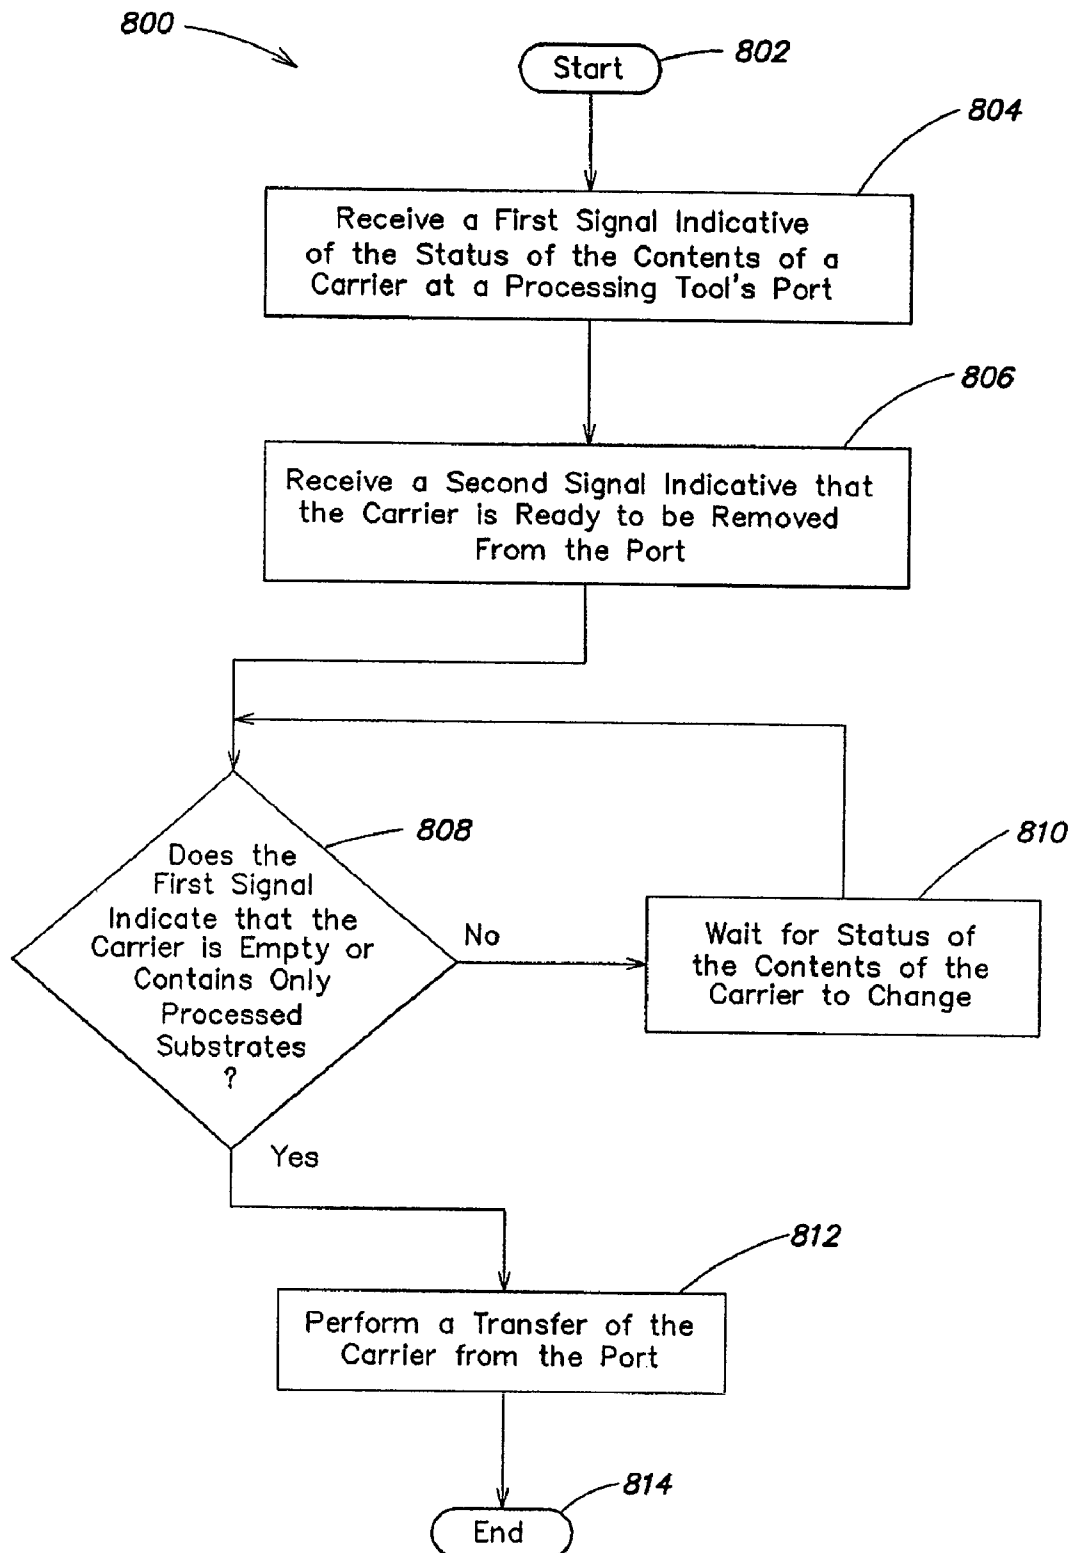 800
Start
802
804
Receive a First Signal Indicative
of the Status of the Contents of a
Carrier at a Processing Tool's Port
806
Receive a Second Signal Indicative that
the Carrier is Ready to be Removed
From the Port
808
Does the
First Signal
Indicate that the
Carrier is Empty or
Contains Only
Processed
Substrates
?
No
810
Wait for Status of
the Contents of the
Carrier to Change
Yes
812
Perform a Transfer of the
Carrier from the Port
814
End